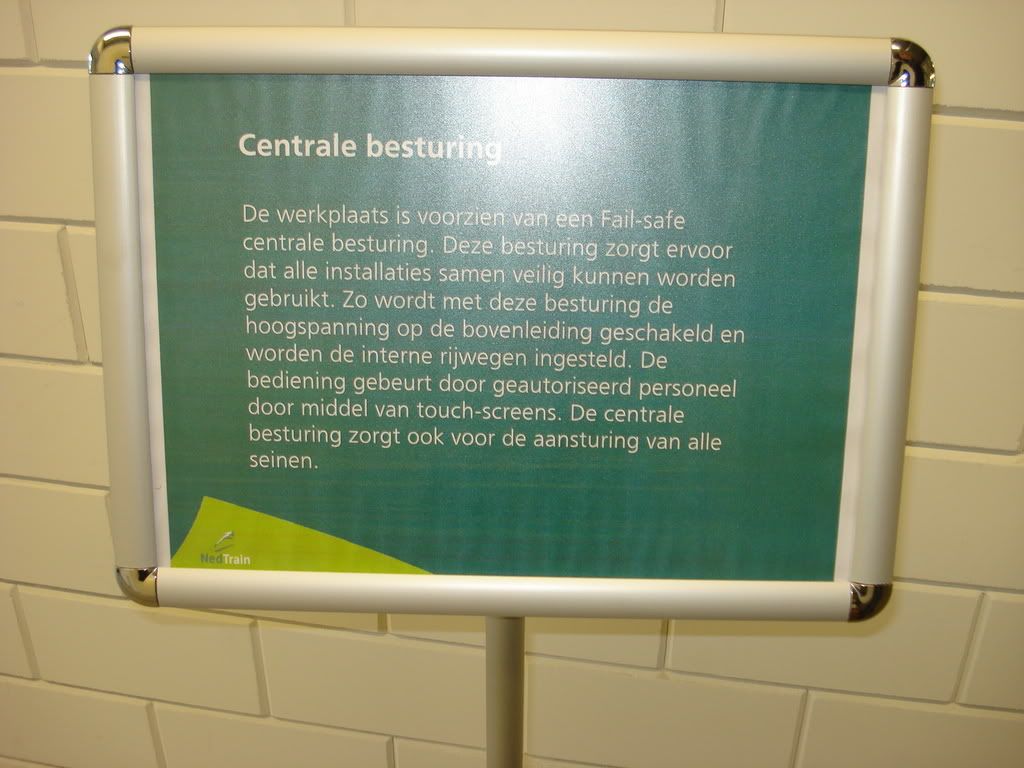 Centrale besturing
De werkplaats is voorzien van een Fail-safe
centrale besturing. Deze besturing zorgt ervoor
dat alle installaties samen veilig kunnen worden
gebruikt. Zo wordt met deze besturing de
hoogspanning op de bovenleiding geschakeld en
worden de interne rijwegen ingesteld. De
bediening gebeurt door geautoriseerd personeel
door middel van touch-screens. De centrale
besturing zorgt ook voor de aansturing van alle
seinen.
NedTrain